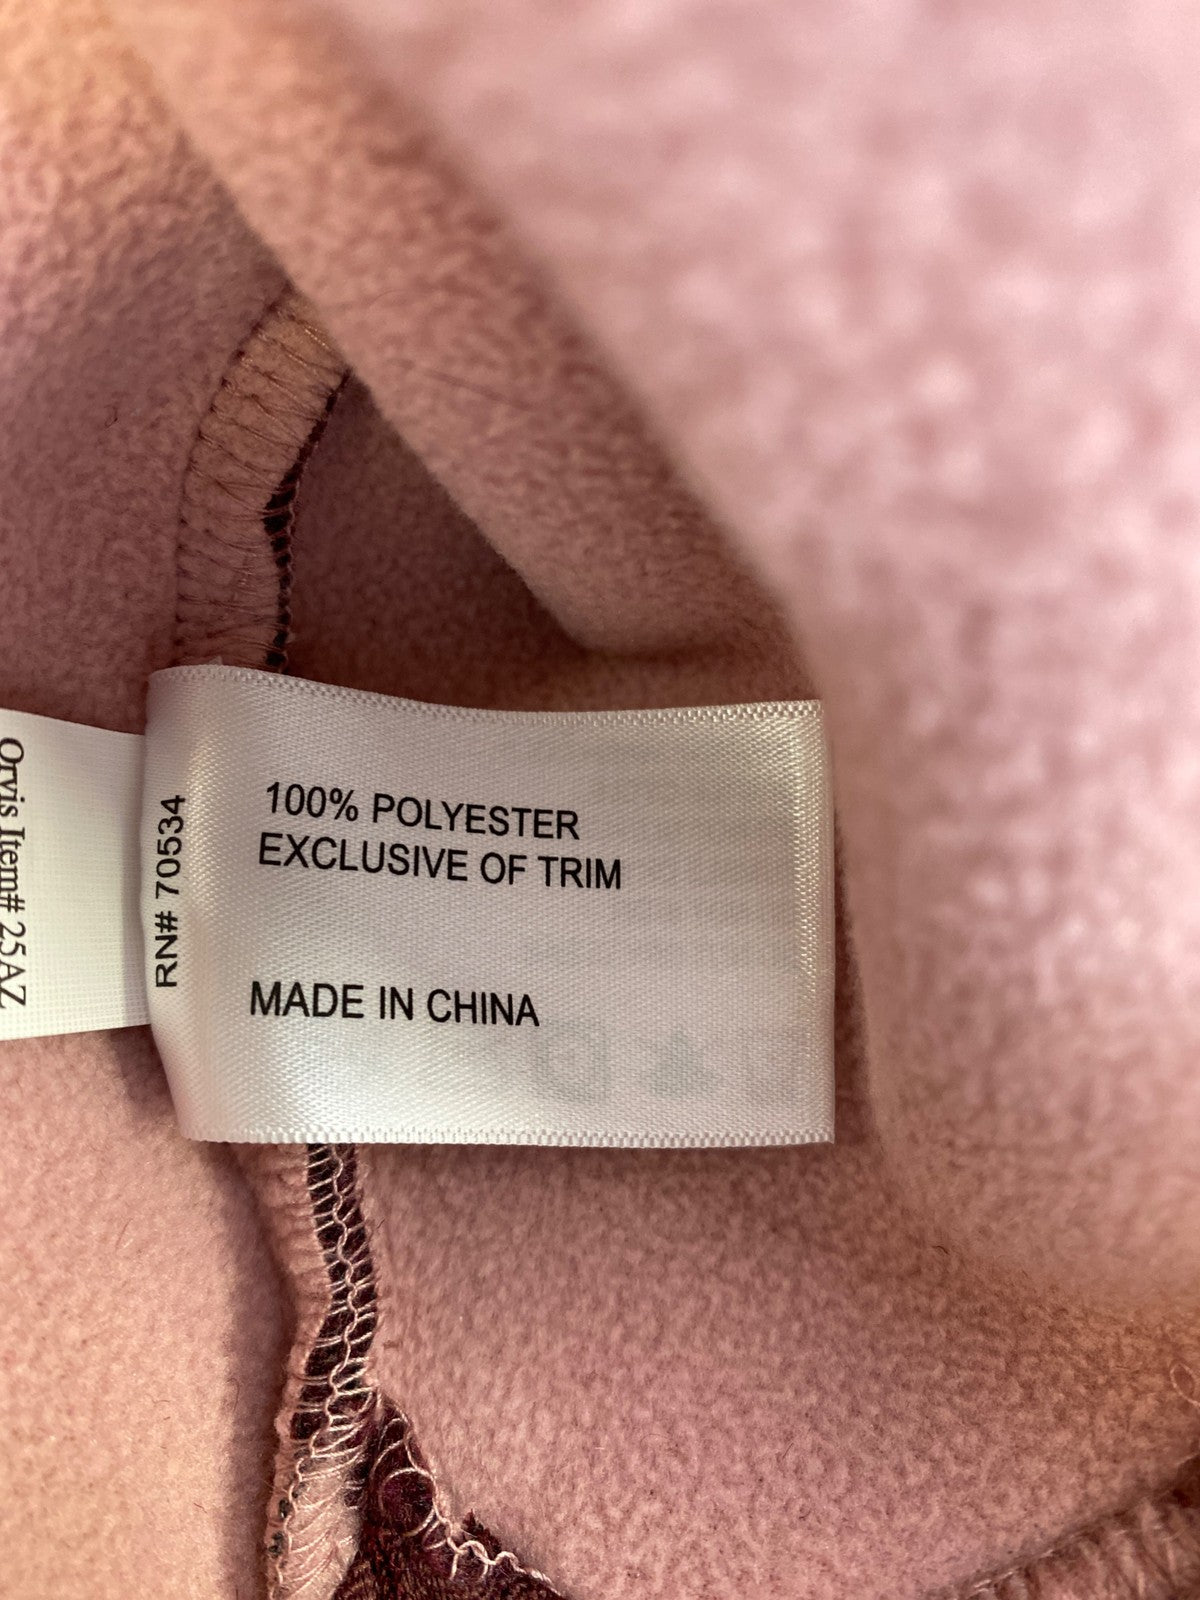 100% POLYESTER
EXCLUSIVE OF TRIM
MADE IN CHINA
RN# 70534
Orvis Item# 25AZ